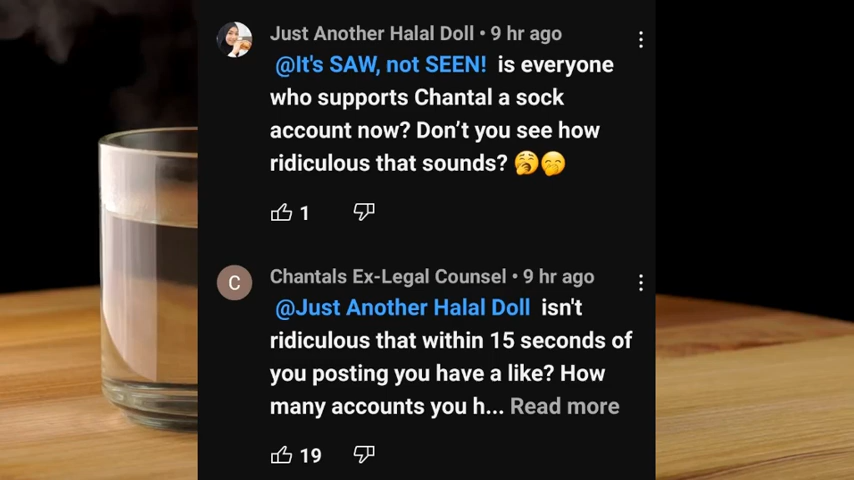 Just Another Halal Doll • 9 hr ago
@It's SAW, not SEEN! is everyone
who supports Chantal a sock
account now? Don’t you see how
ridiculous that sounds? 🥱🤭
1
C
Chantals Ex-Legal Counsel • 9 hr ago
@Just Another Halal Doll isn't
ridiculous that within 15 seconds of
you posting you have a like? How
many accounts you h... Read more
19